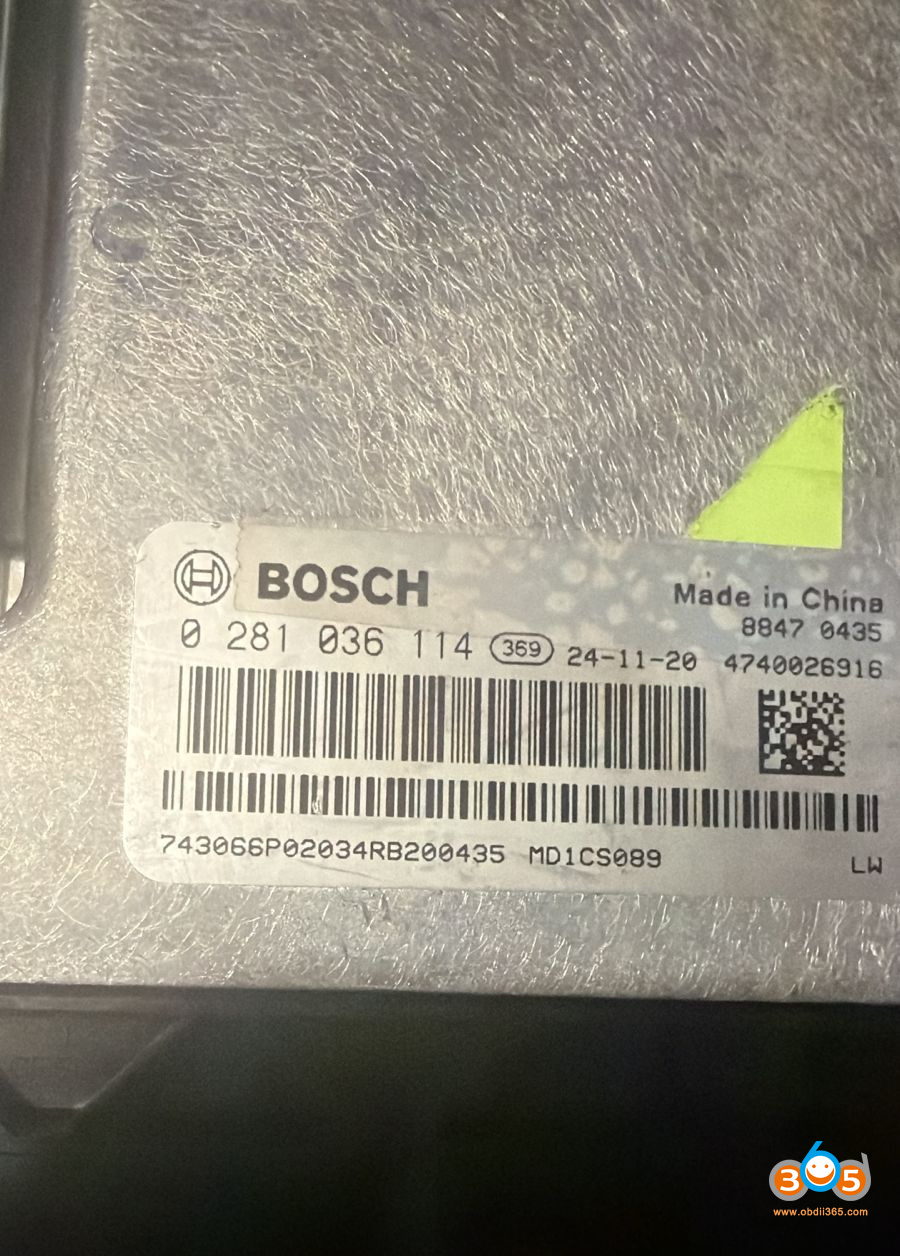 BOSCH
Made in China
8847 0435
0 281 036 114 369 24-11-20 4740026916
743066P02034RB200435 MD1CS089
LW
365
www.obdii365.com